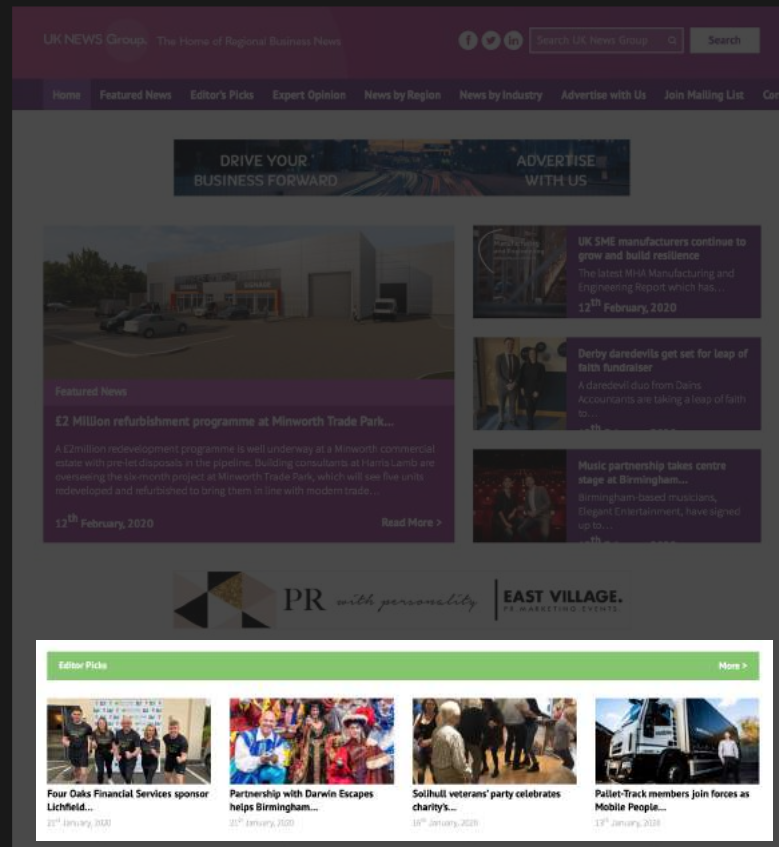 UK NEWS Group. The Home of Regional Business News
Search UK News Group
Search
Home Featured News Editor's Picks Expert Opinion News by Region News by Industry Advertise with Us Join Mailing List
DRIVE YOUR
BUSINESS FORWARD
ADVERTISE
WITH US
Featured News
£2 Million refurbishment programme at Minworth Trade Park...
A £2million redevelopment programme is well underway at a Minworth commercial
estate with pre-let disposals in the pipeline. Building consultants at Harris Lamb are
overseeing the six-month project at Minworth Trade Park, which will see five units
redeveloped and refurbished to bring them in line with modern trade...
12th February, 2020
Read More >
UK SME manufacturers continue to
grow and build resilience
The latest MHA Manufacturing and
Engineering Report which has...
12th February, 2020
Derby daredevils get set for leap of
faith fundraiser
A daredevil duo from Dains
Accountants are taking a leap of faith
to...
Music partnership takes centre
stage at Birmingham...
Birmingham-based musicians,
Elegant Entertainment, have signed
up to...
PR with personality
EAST VILLAGE.
PR. MARKETING. EVENTS.
Editor Picks
More >
Four Oaks Financial Services sponsor
Lichfield...
21st January, 2020
Partnership with Darwin Escapes
helps Birmingham...
January, 2020
Solihull veterans' party celebrates
charity's...
January, 2020
Pallet-Track members join forces as
Mobile People...
January, 2020